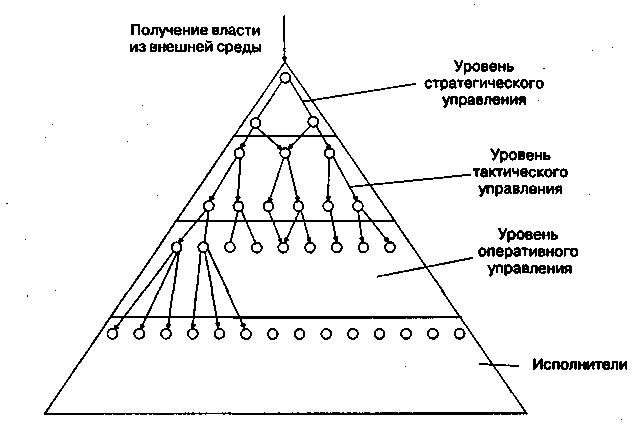 Получение власти
из внешней среды
Уровень
стратегического
управления
Уровень
тактического
управления
Уровень
оперативного
управления
Исполнители